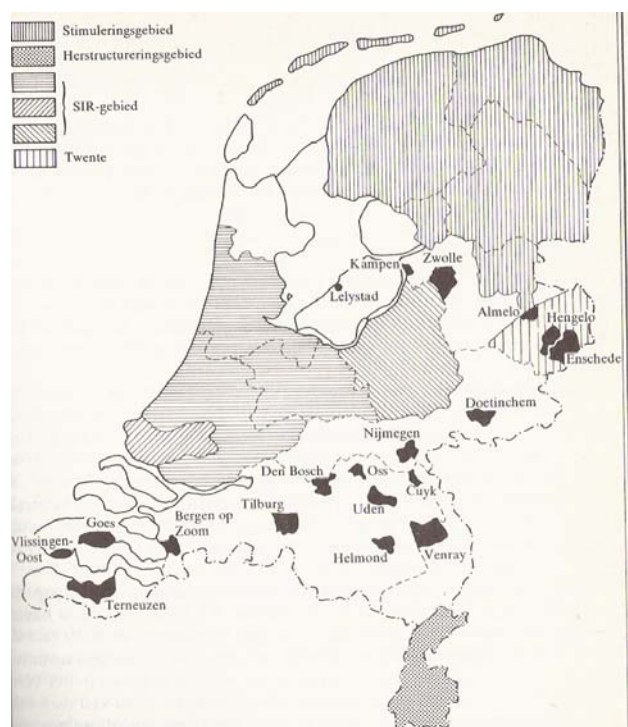 Stimuleringsgebied
Herstructureringsgebied
SIR-gebied
Twente
Kampen
Zwolle
Lelystad
Almelo
Hengelo
Enschede
Doetinchem
Nijmegen
Den Bosch
Oss
Cuyk
Uden
Tilburg
Bergen op
Zoom
Goes
Vlissingen-
Oost
Helmond
Venray
Terneuzen